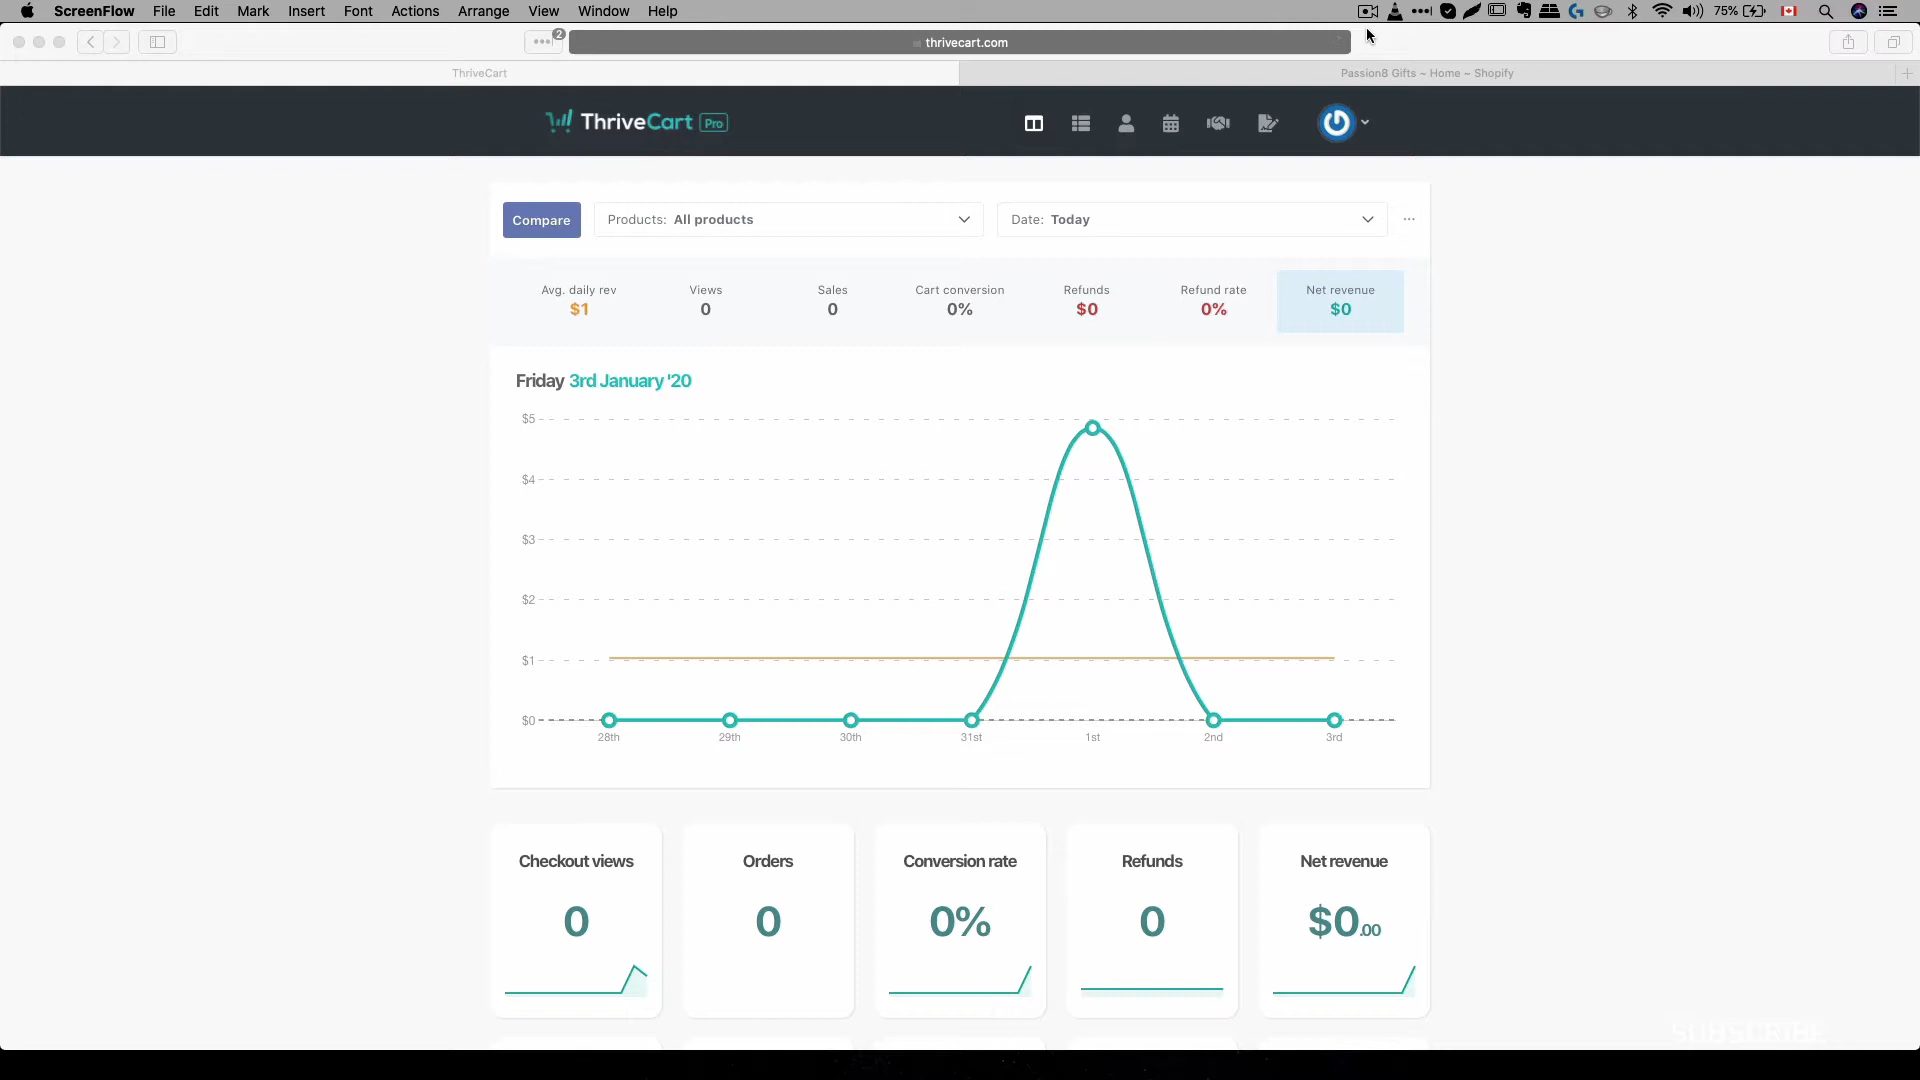 ScreenFlow File Edit Mark Insert Font Actions Arrange View Window Help 75%
2 thrivecart.com
ThriveCart Passion8 Gifts ~ Home ~ Shopify
ThriveCart Pro
Compare Products: All products Date: Today
Avg. daily rev Views Sales Cart conversion Refunds Refund rate Net revenue
$1 0 0 0% $0 0% $0
Friday 3rd January '20
$5
$4
$3
$2
$1
$0
28th 29th 30th 31st 1st 2nd 3rd
Checkout views Orders Conversion rate Refunds Net revenue
0 0 0% 0 $0.00
SUBSCRIBE